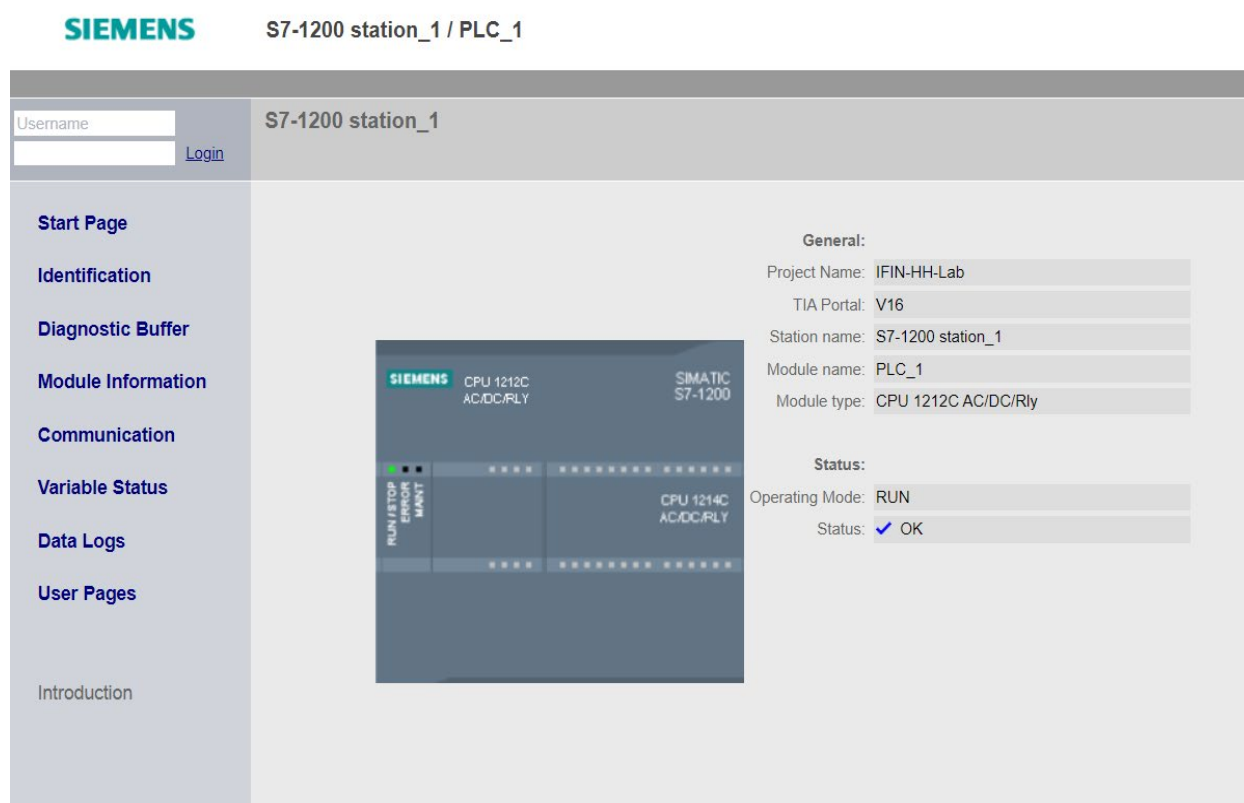 SIEMENS S7-1200 station_1 / PLC_1
Username
Login
S7-1200 station_1
Start Page
Identification
Diagnostic Buffer
Module Information
Communication
Variable Status
Data Logs
User Pages
Introduction
SIEMENS CPU 1212C
AC/DC/RLY
SIMATIC
S7-1200
RUN / STOP
ERROR
MAINT
CPU 1214C
AC/DC/RLY
General:
Project Name: IFIN-HH-Lab
TIA Portal: V16
Station name: S7-1200 station_1
Module name: PLC_1
Module type: CPU 1212C AC/DC/Rly
Status:
Operating Mode: RUN
Status: OK